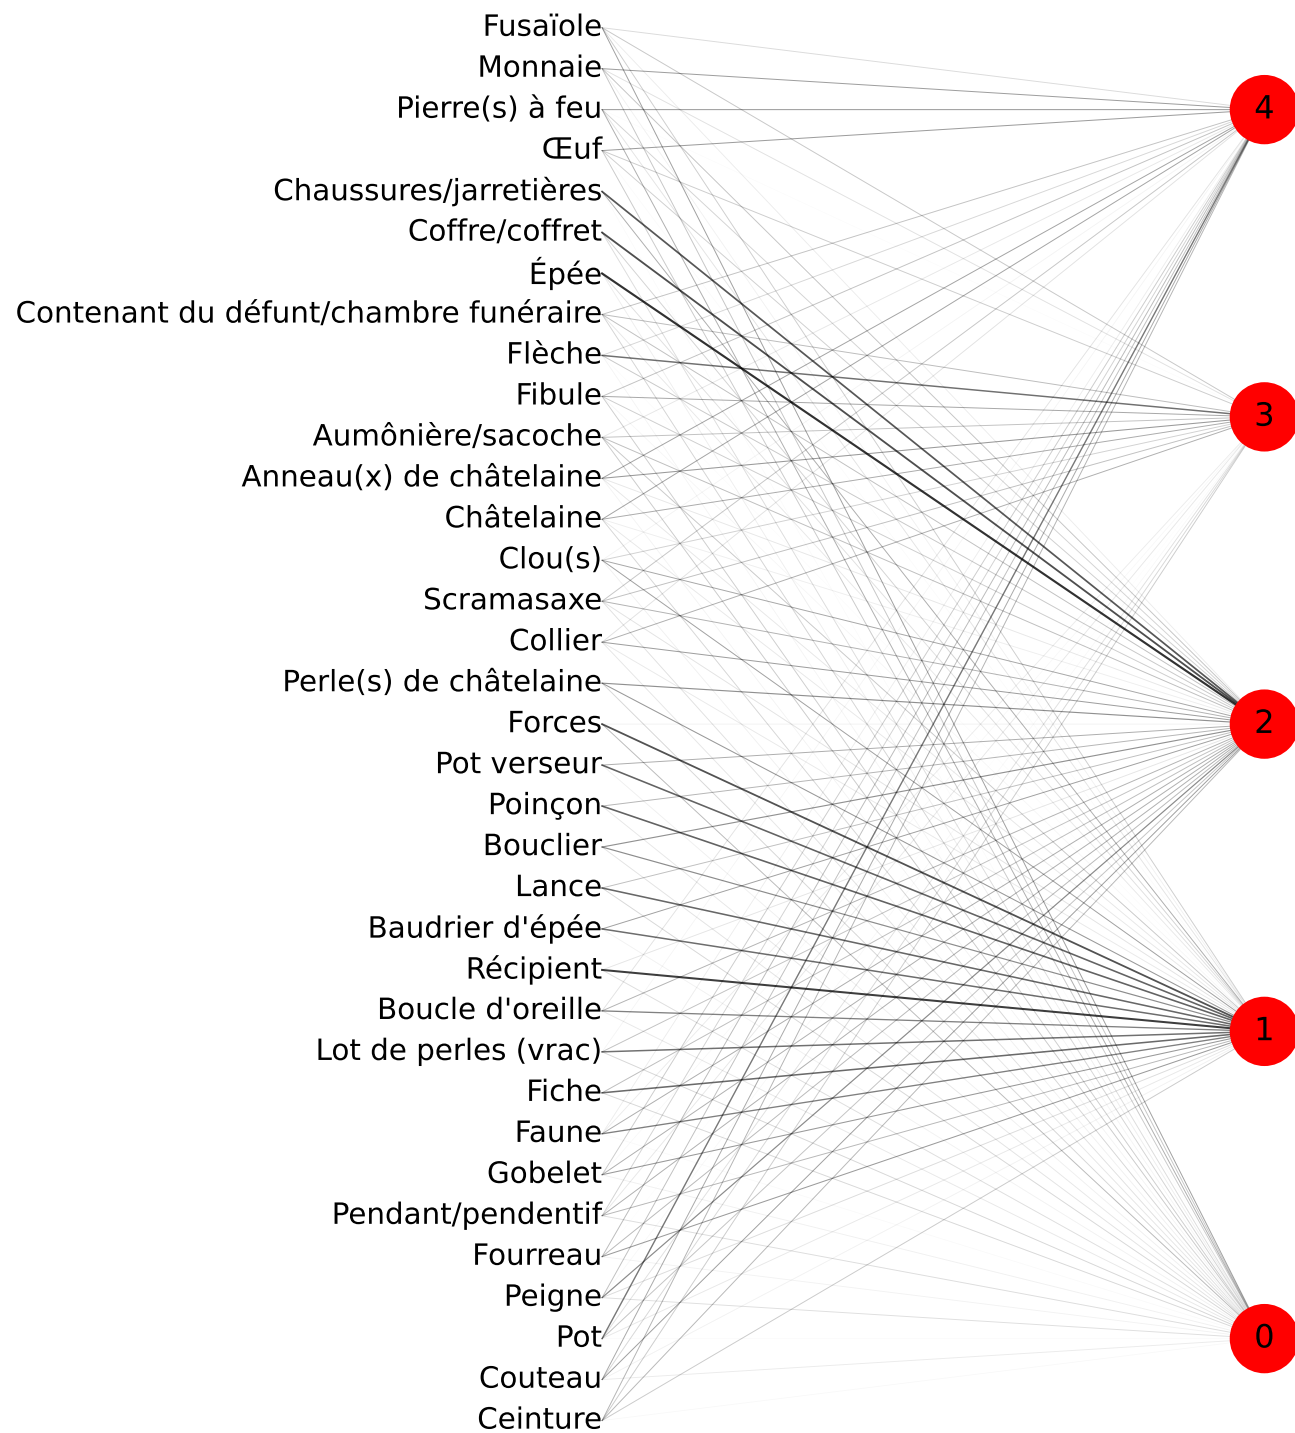 Fusaïole
Monnaie
Pierre(s) à feu
Œuf
Chaussures/jarretières
Coffre/coffret
Épée
Contenant du défunt/chambre funéraire
Flèche
Fibule
Aumônière/sacoche
Anneau(x) de châtelaine
Châtelaine
Clou(s)
Scramasaxe
Collier
Perle(s) de châtelaine
Forces
Pot verseur
Poinçon
Bouclier
Lance
Baudrier d'épée
Récipient
Boucle d'oreille
Lot de perles (vrac)
Fiche
Faune
Gobelet
Pendant/pendentif
Fourreau
Peigne
Pot
Couteau
Ceinture
4
3
2
1
0